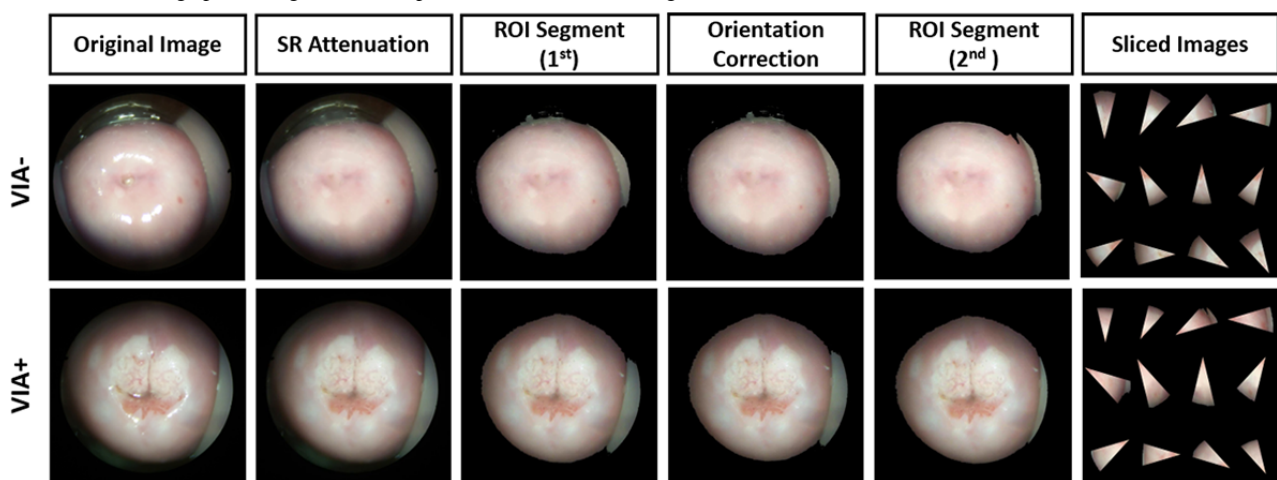 Original Image
SR Attenuation
ROI Segment
(1st)
Orientation
Correction
ROI Segment
(2nd )
Sliced Images
VIA-
VIA+